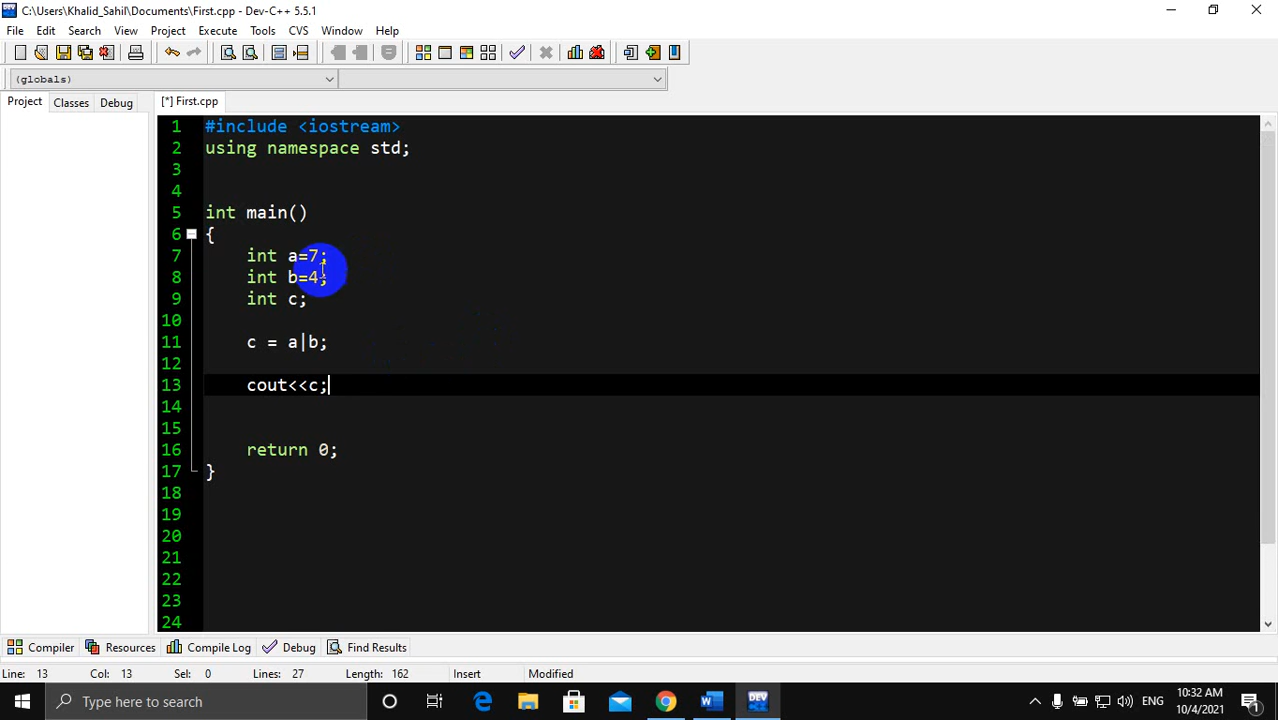 C:\Users\Khalid_Sahil\Documents\First.cpp - Dev-C++ 5.5.1
File Edit Search View Project Execute Tools CVS Window Help
(globals)
Project Classes Debug [*] First.cpp
1 #include <iostream>
2 using namespace std;
3
4
5 int main()
6 {
7 int a=7;
8 int b=4;
9 int c;
10
11 c = a|b;
12
13 cout<<c;
14
15
16 return 0;
17 }
18
19
20
21
22
23
24
Compiler Resources Compile Log Debug Find Results
Line: 13 Col: 13 Sel: 0 Lines: 27 Length: 162 Insert Modified
Type here to search
ENG
10:32 AM
10/4/2021
1